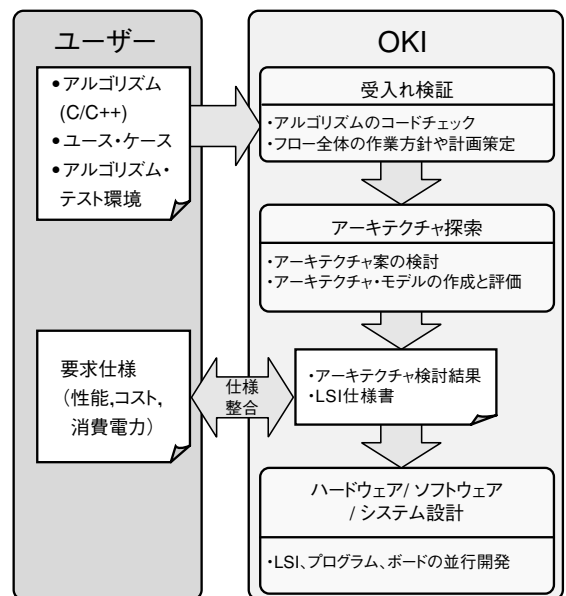 ユーザー
•アルゴリズム
(C/C++)
•ユース・ケース
•アルゴリズム・
テスト環境
要求仕様
(性能,コスト,
消費電力)
仕様
整合
OKI
受入れ検証
・アルゴリズムのコードチェック
・フロー全体の作業方針や計画策定
アーキテクチャ探索
・アーキテクチャ案の検討
・アーキテクチャ・モデルの作成と評価
・アーキテクチャ検討結果
・LSI仕様書
ハードウェア/ ソフトウェア
/ システム設計
・LSI、プログラム、ボードの並行開発